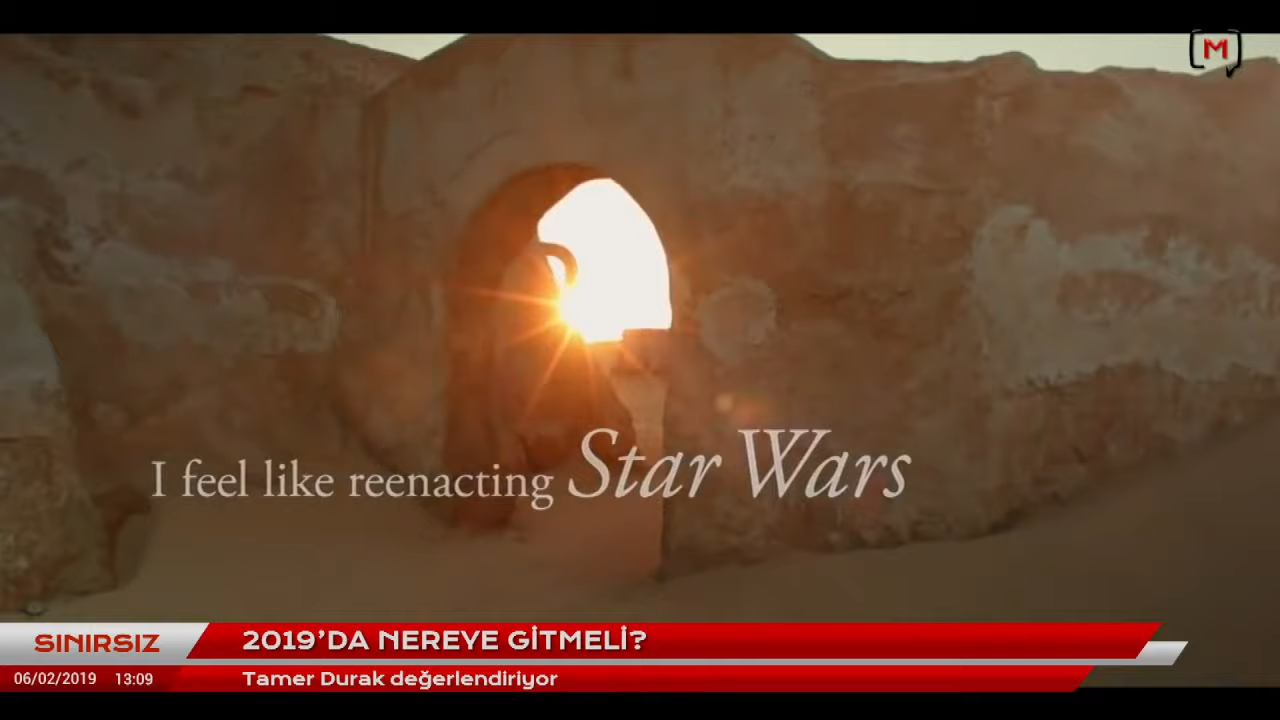 M
I feel like reenacting Star Wars
SINIRSIZ
2019'DA NEREYE GİTMELİ?
06/02/2019 13:09
Tamer Durak değerlendiriyor